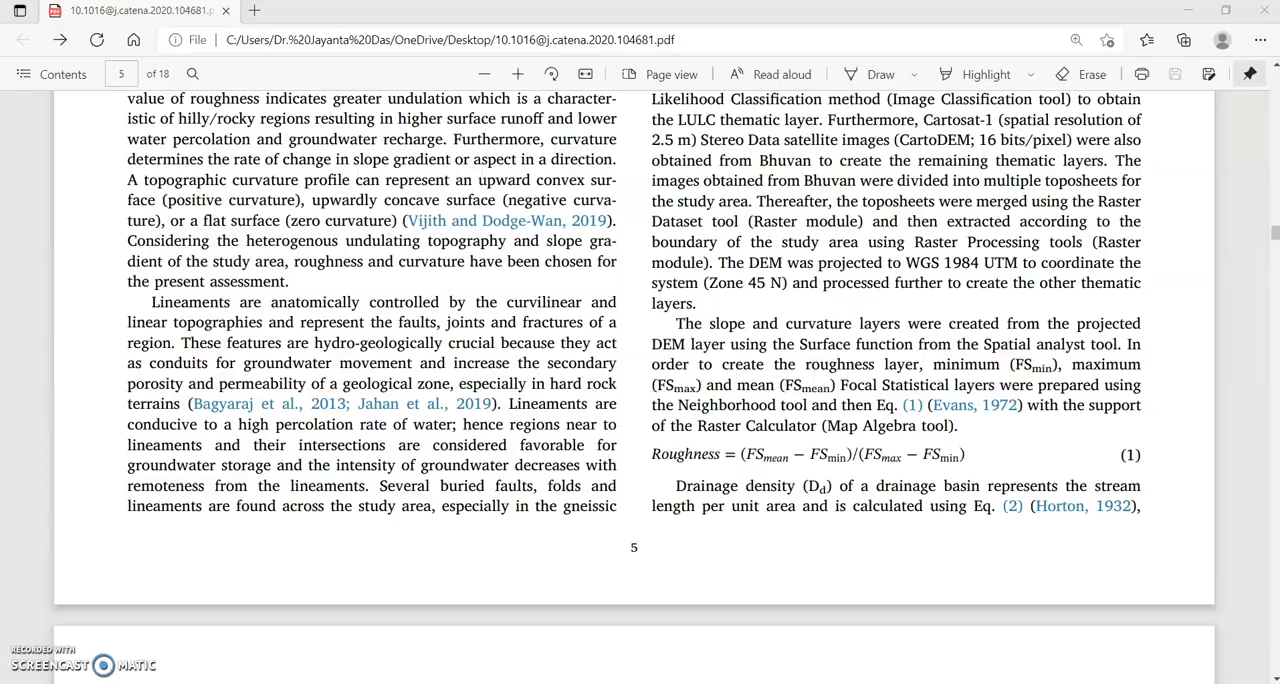 10.1016@j.catena.2020.104681.p
File
C:/Users/Dr.%20Jayanta%20Das/OneDrive/Desktop/10.1016@j.catena.2020.104681.pdf
Contents
5
of 18
Page view
Read aloud
Draw
Highlight
Erase
value of roughness indicates greater undulation which is a character-
istic of hilly/rocky regions resulting in higher surface runoff and lower
water percolation and groundwater recharge. Furthermore, curvature
determines the rate of change in slope gradient or aspect in a direction.
A topographic curvature profile can represent an upward convex sur-
face (positive curvature), upwardly concave surface (negative curva-
ture), or a flat surface (zero curvature) (Vijith and Dodge-Wan, 2019).
Considering the heterogenous undulating topography and slope gra-
dient of the study area, roughness and curvature have been chosen for
the present assessment.
Lineaments are anatomically controlled by the curvilinear and
linear topographies and represent the faults, joints and fractures of a
region. These features are hydro-geologically crucial because they act
as conduits for groundwater movement and increase the secondary
porosity and permeability of a geological zone, especially in hard rock
terrains (Bagyaraj et al., 2013; Jahan et al., 2019). Lineaments are
conducive to a high percolation rate of water; hence regions near to
lineaments and their intersections are considered favorable for
groundwater storage and the intensity of groundwater decreases with
remoteness from the lineaments. Several buried faults, folds and
lineaments are found across the study area, especially in the gneissic
Likelihood Classification method (Image Classification tool) to obtain
the LULC thematic layer. Furthermore, Cartosat-1 (spatial resolution of
2.5 m) Stereo Data satellite images (CartoDEM; 16 bits/pixel) were also
obtained from Bhuvan to create the remaining thematic layers. The
images obtained from Bhuvan were divided into multiple toposheets for
the study area. Thereafter, the toposheets were merged using the Raster
Dataset tool (Raster module) and then extracted according to the
boundary of the study area using Raster Processing tools (Raster
module). The DEM was projected to WGS 1984 UTM to coordinate the
system (Zone 45 N) and processed further to create the other thematic
layers.
The slope and curvature layers were created from the projected
DEM layer using the Surface function from the Spatial analyst tool. In
order to create the roughness layer, minimum (FSmin), maximum
(FSmax) and mean (FSmean) Focal Statistical layers were prepared using
the Neighborhood tool and then Eq. (1) (Evans, 1972) with the support
of the Raster Calculator (Map Algebra tool).
Roughness = (FSmean − FSmin)/(FSmax − FSmin) (1)
Drainage density (Dd) of a drainage basin represents the stream
length per unit area and is calculated using Eq. (2) (Horton, 1932),
5
RECORDED WITH
SCREENCAST MATIC